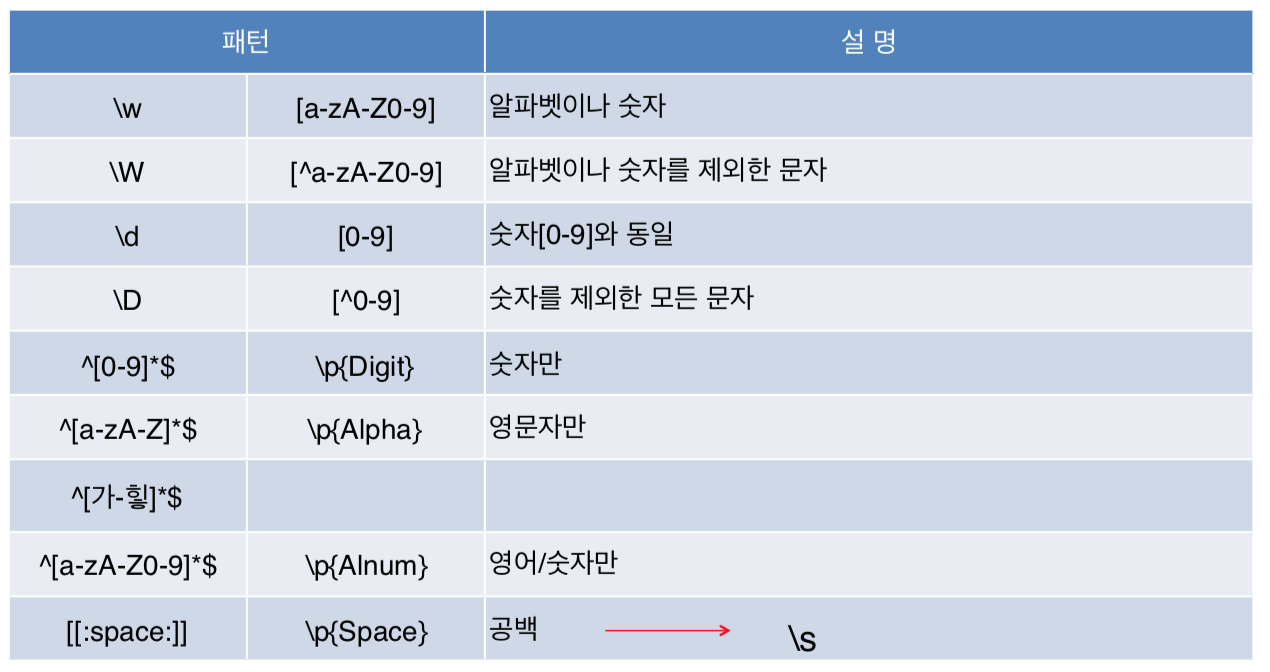 패턴 설 명
\w [a-zA-Z0-9] 알파벳이나 숫자
\W [^a-zA-Z0-9] 알파벳이나 숫자를 제외한 문자
\d [0-9] 숫자[0-9]와 동일
\D [^0-9] 숫자를 제외한 모든 문자
^[0-9]*$ \p{Digit} 숫자만
^[a-zA-Z]*$ \p{Alpha} 영문자만
^[가-힣]*$
^[a-zA-Z0-9]*$ \p{Alnum} 영어/숫자만
[[:space:]] \p{Space} 공백 \s